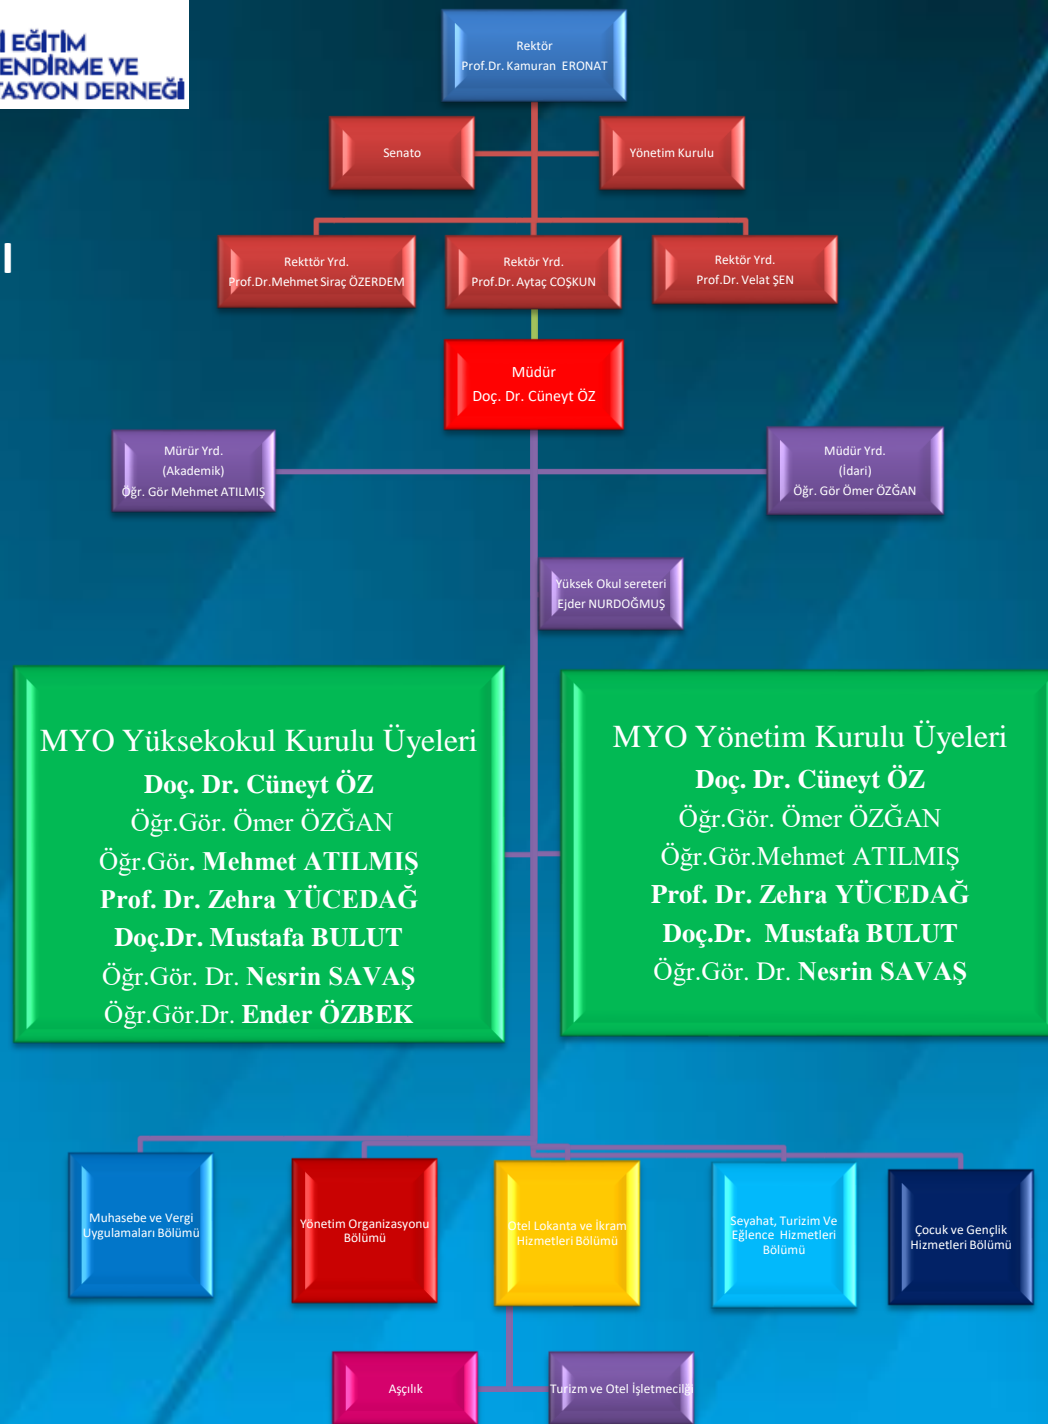 İ EĞİTİM
ENDİRME VE
TASYON DERNEĞİ
Rektör
Prof.Dr. Kamuran ERONAT
Senato
Yönetim Kurulu
I
Rekttör Yrd.
Prof.Dr.Mehmet Siraç ÖZERDEM
Rektör Yrd.
Prof.Dr. Aytaç COŞKUN
Rektör Yrd.
Prof.Dr. Velat ŞEN
Müdür
Doç. Dr. Cüneyt ÖZ
Mürür Yrd.
(Akademik)
Öğr. Gör Mehmet ATILMIŞ
Müdür Yrd.
(İdari)
Öğr. Gör Ömer ÖZĞAN
Yüksek Okul sereteri
Ejder NURDOĞMUŞ
MYO Yüksekokul Kurulu Üyeleri
Doç. Dr. Cüneyt ÖZ
Öğr.Gör. Ömer ÖZĞAN
Öğr.Gör. Mehmet ATILMIŞ
Prof. Dr. Zehra YÜCEDAĞ
Doç.Dr. Mustafa BULUT
Öğr.Gör. Dr. Nesrin SAVAŞ
Öğr.Gör.Dr. Ender ÖZBEK
MYO Yönetim Kurulu Üyeleri
Doç. Dr. Cüneyt ÖZ
Öğr.Gör. Ömer ÖZĞAN
Öğr.Gör.Mehmet ATILMIŞ
Prof. Dr. Zehra YÜCEDAĞ
Doç.Dr. Mustafa BULUT
Öğr.Gör. Dr. Nesrin SAVAŞ
Muhasebe ve Vergi
Uygulamaları Bölümü
Yönetim Organizasyonu
Bölümü
Otel Lokanta ve İkram
Hizmetleri Bölümü
Seyahat, Turizim Ve
Eğlence Hizmetleri
Bölümü
Çocuk ve Gençlik
Hizmetleri Bölümü
Aşçılık
Turizm ve Otel İşletmeciliği